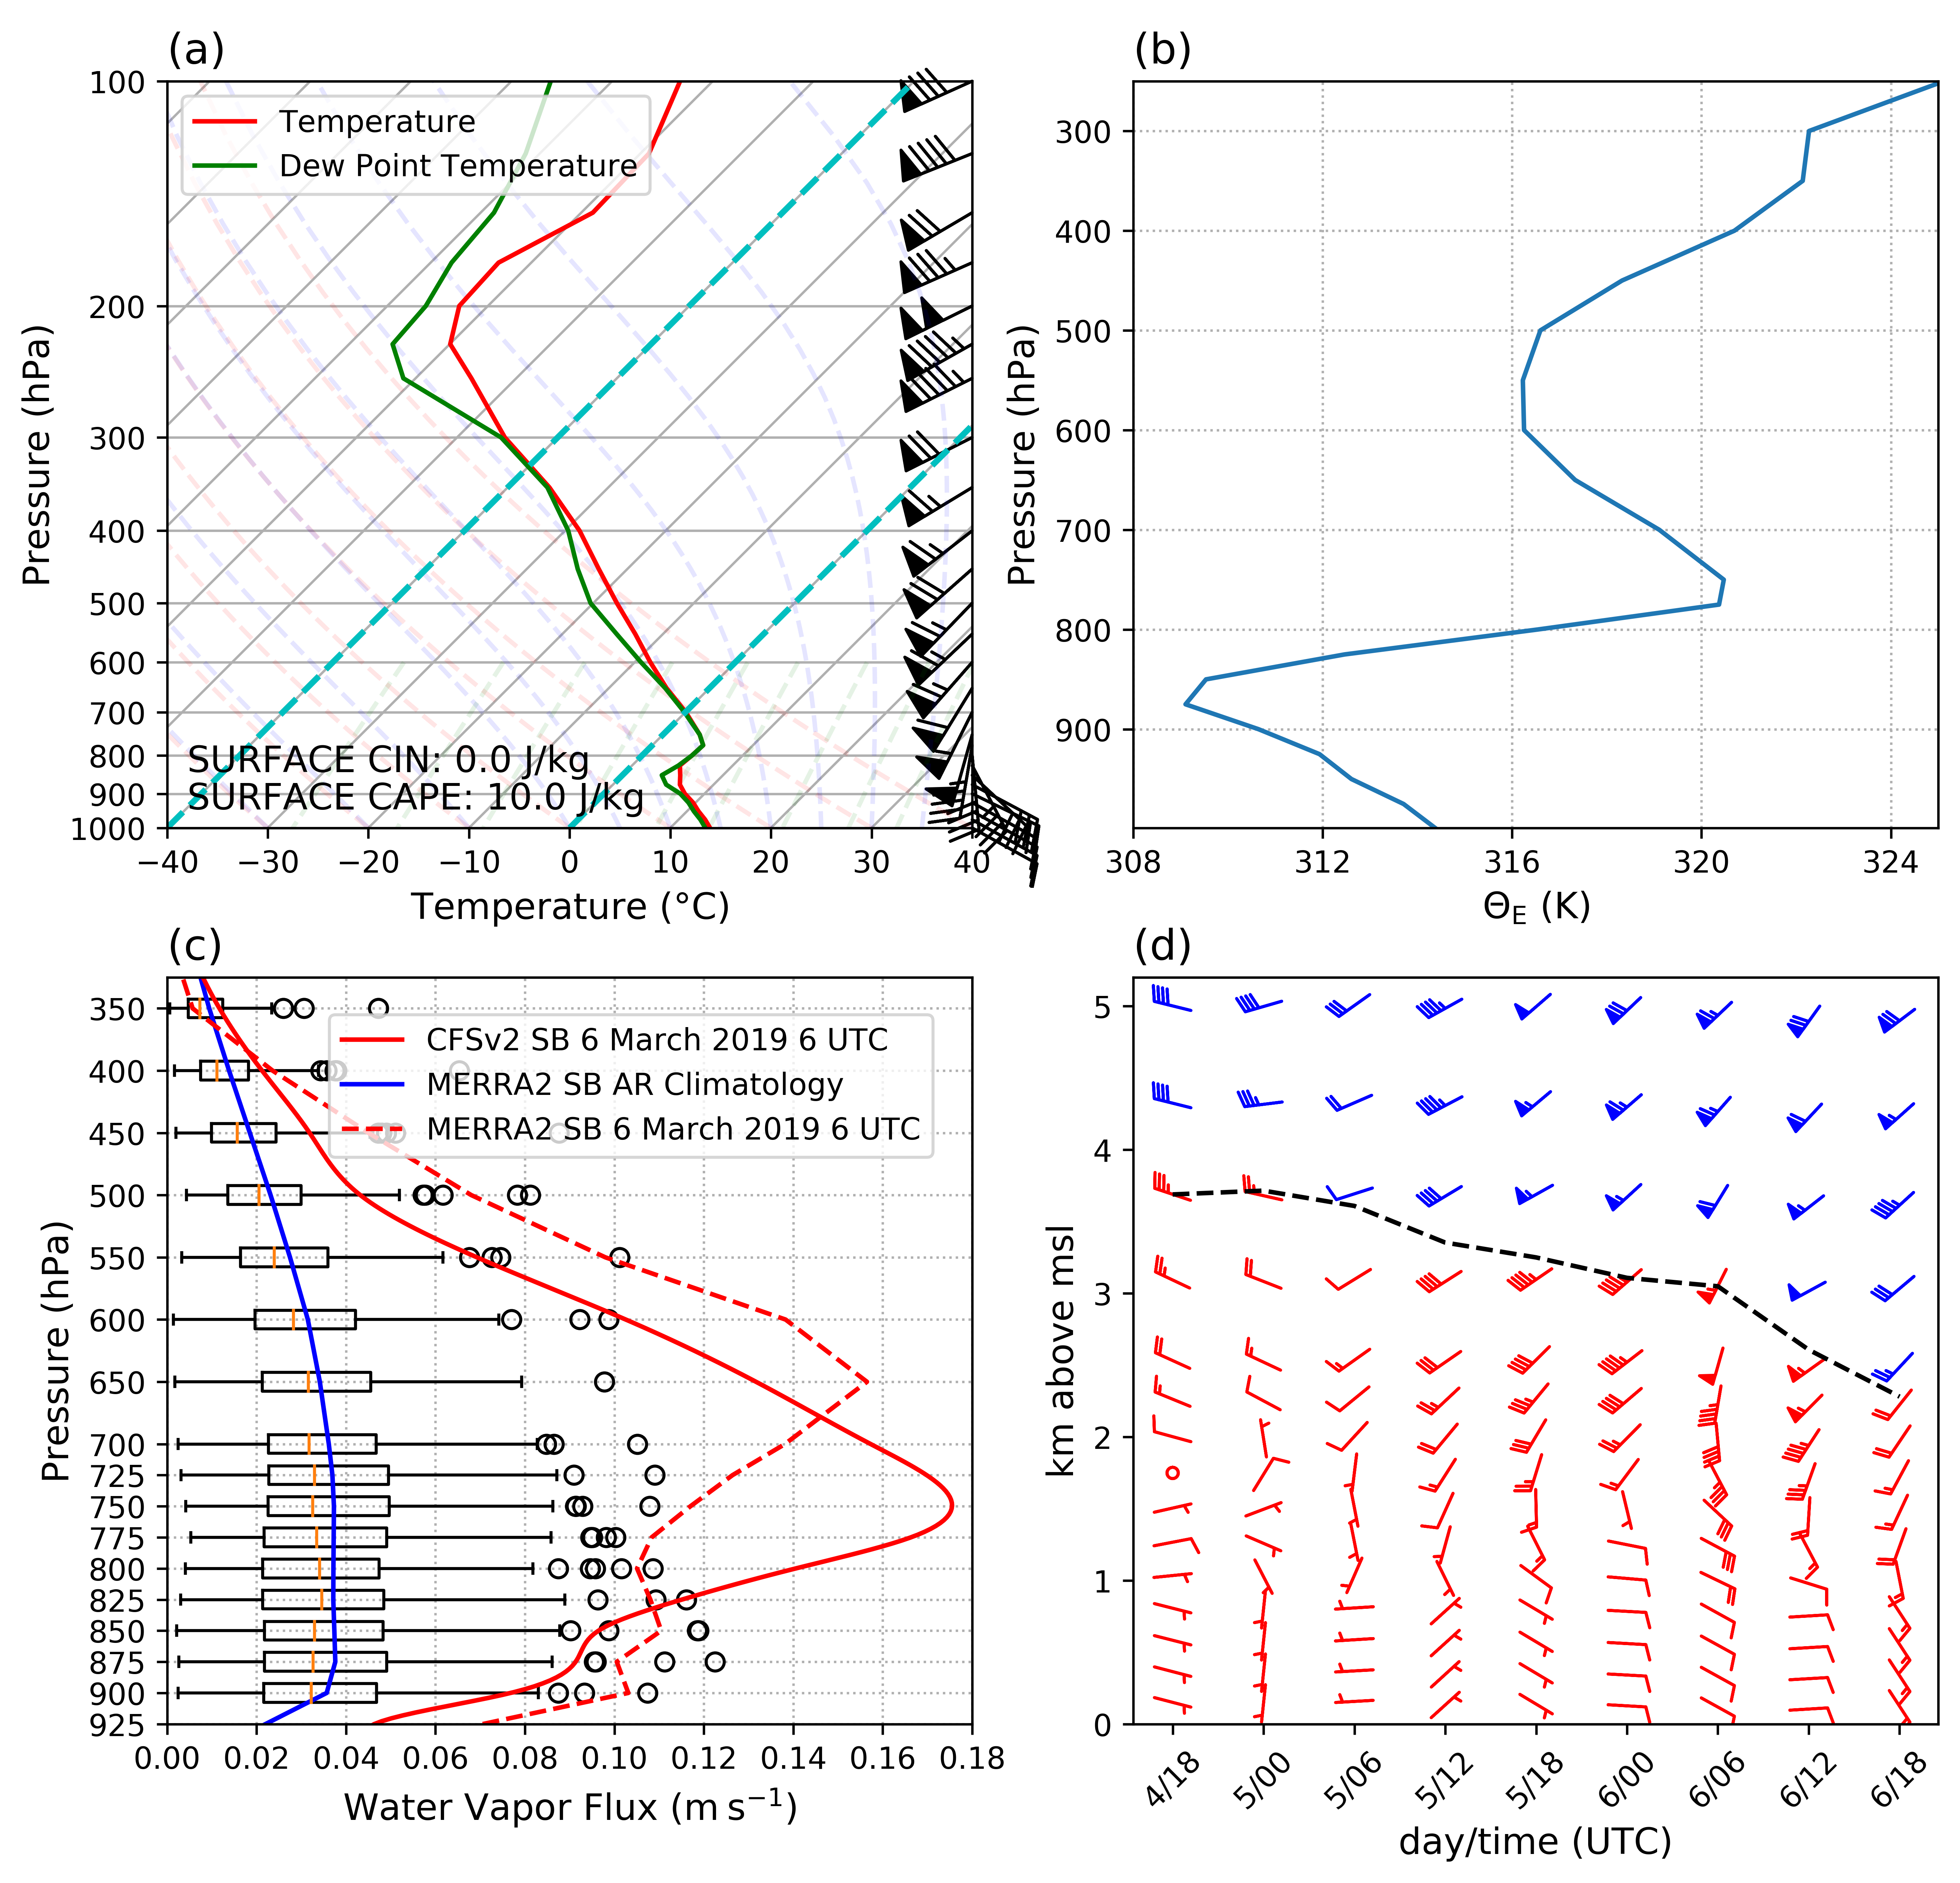 (a)
100
200
300
400
500
600
700
800
900
1000
Pressure (hPa)
Temperature
Dew Point Temperature
SURFACE CIN: 0.0 J/kg
SURFACE CAPE: 10.0 J/kg
−40 −30 −20 −10 0 10 20 30 40
Temperature (°C)
(b)
300
400
500
600
700
800
900
Pressure (hPa)
308 312 316 320 324
Θ_E (K)
(c)
350
400
450
500
550
600
650
700
725
750
775
800
825
850
875
900
925
Pressure (hPa)
CFSv2 SB 6 March 2019 6 UTC
MERRA2 SB AR Climatology
MERRA2 SB 6 March 2019 6 UTC
0.00 0.02 0.04 0.06 0.08 0.10 0.12 0.14 0.16 0.18
Water Vapor Flux (m s⁻¹)
(d)
5
4
3
2
1
0
km above msl
4/18 5/00 5/06 5/12 5/18 6/00 6/06 6/12 6/18
day/time (UTC)